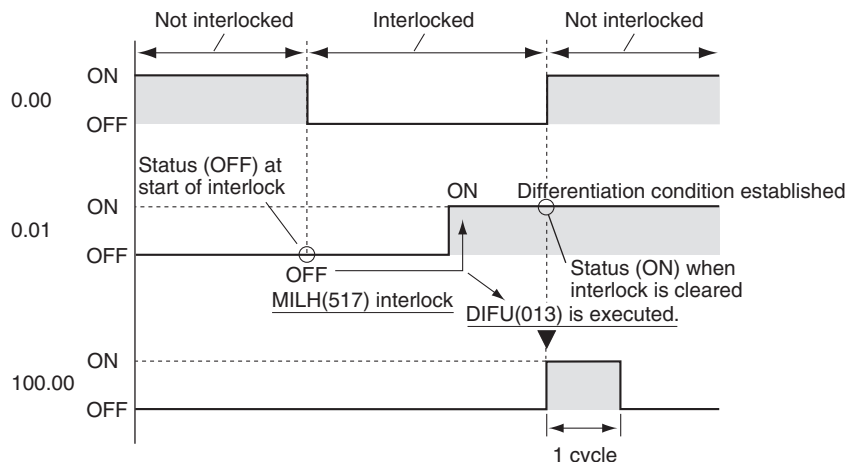 Not interlocked
Interlocked
Not interlocked
0.00
ON
OFF
Status (OFF) at
start of interlock
ON
Differentiation condition established
0.01
ON
OFF
OFF
MILH(517) interlock
Status (ON) when
interlock is cleared
DIFU(013) is executed.
100.00
ON
OFF
1 cycle